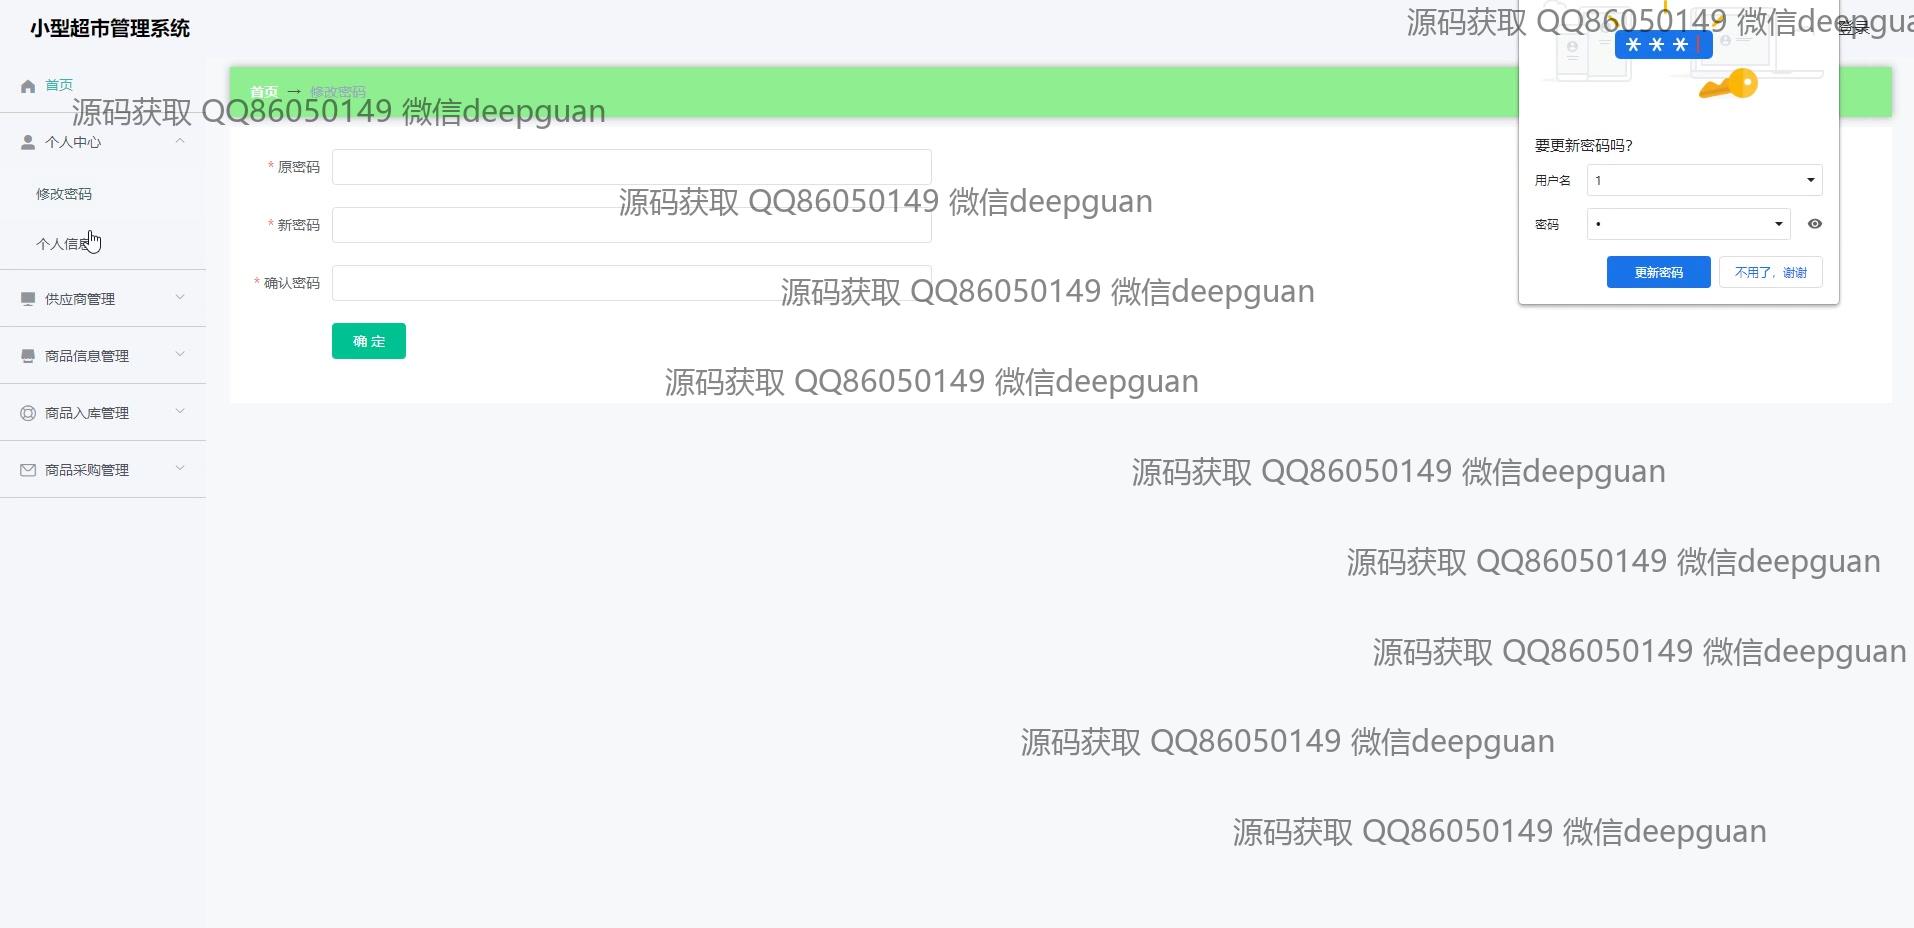 小型超市管理系统
源码获取 QQ86050149 微信deepgua
登录
首页
首页 → 修改密码
源码获取 QQ86050149 微信deepguan
个人中心
修改密码
个人信息
供应商管理
商品信息管理
商品入库管理
商品采购管理
* 原密码
源码获取 QQ86050149 微信deepguan
* 新密码
* 确认密码
源码获取 QQ86050149 微信deepguan
确 定
源码获取 QQ86050149 微信deepguan
***
要更新密码吗？
用户名 1
密码 •
更新密码 不用了，谢谢
源码获取 QQ86050149 微信deepguan
源码获取 QQ86050149 微信deepguan
源码获取 QQ86050149 微信deepguan
源码获取 QQ86050149 微信deepguan
源码获取 QQ86050149 微信deepguan